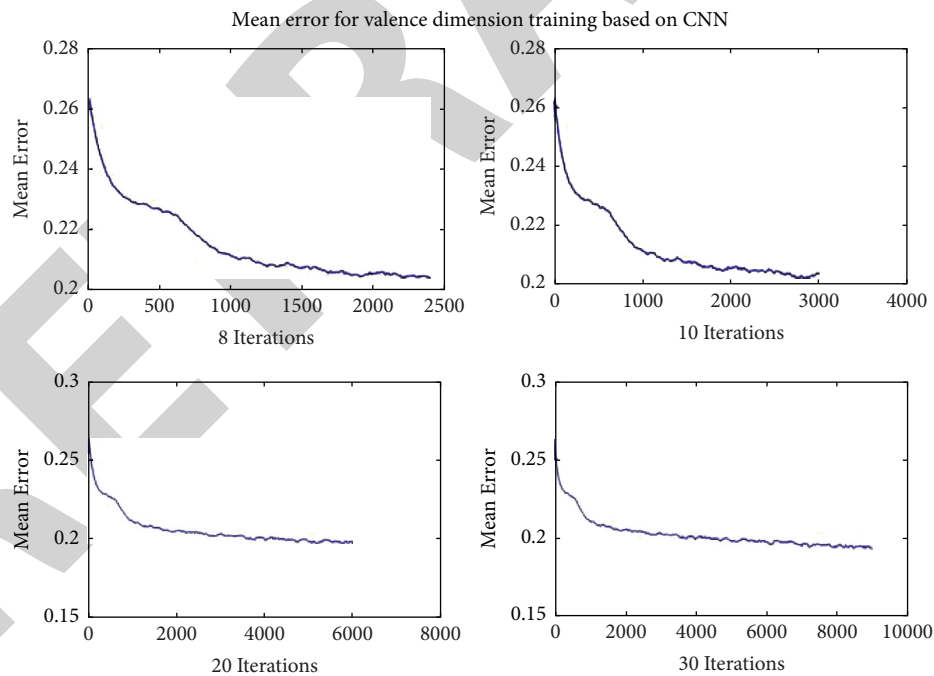 Mean error for valence dimension training based on CNN
0.28
0.26
0.24
0.22
0.2
Mean Error
0 500 1000 1500 2000 2500
8 Iterations
0.28
0.26
0.24
0.22
0.2
Mean Error
0 1000 2000 3000 4000
10 Iterations
0.3
0.25
0.2
0.15
Mean Error
0 2000 4000 6000 8000
20 Iterations
0.3
0.25
0.2
0.15
Mean Error
0 2000 4000 6000 8000 10000
30 Iterations